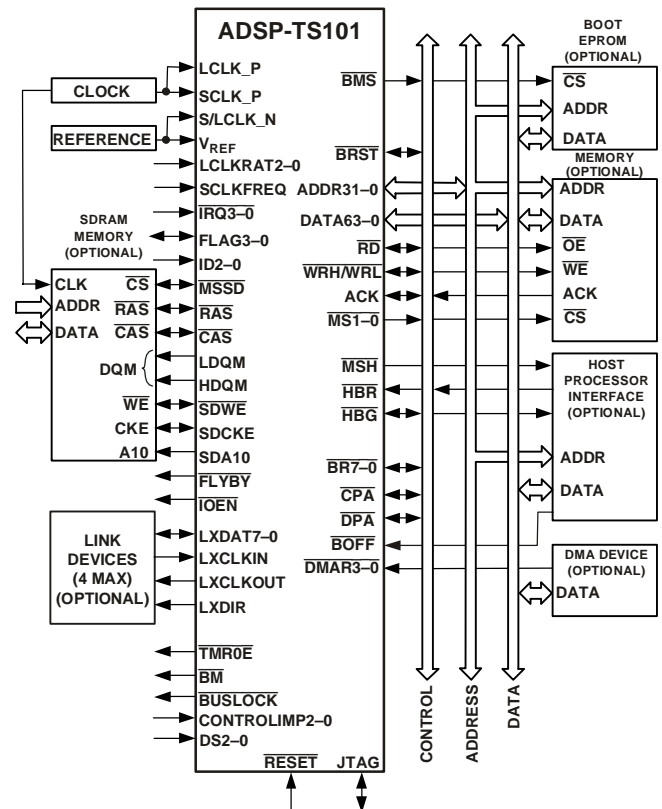 ADSP-TS101
BOOT
EPROM
(OPTIONAL)
LCLK_P
CLOCK
SCLK_P
BMS
CS
S/LCLK_N
ADDR
REFERENCE
VREF
BRST
DATA
LCLKRAT2–0
MEMORY
(OPTIONAL)
SCLKFREQ
ADDR31–0
ADDR
IRQ3–0
SDRAM
MEMORY
(OPTIONAL)
DATA63–0
DATA
FLAG3–0
RD
OE
ID2–0
WRH/WRL
WE
CLK
CS
MSSD
ACK
ACK
ADDR
RAS
RAS
MS1–0
CS
DATA
CAS
CAS
DQM
LDQM
MSH
HOST
PROCESSOR
INTERFACE
(OPTIONAL)
HDQM
HBR
WE
SDWE
HBG
CKE
SDCKE
A10
SDA10
ADDR
FLYBY
BR7–0
IOEN
CPA
DATA
LINK
DEVICES
(4 MAX)
(OPTIONAL)
LXDAT7–0
DPA
LXCLKIN
BOFF
LXCLKOUT
DMAR3–0
DMA DEVICE
(OPTIONAL)
LXDIR
DATA
TMR0E
BM
BUSLOCK
CONTROLIMP2–0
DS2–0
CONTROL
ADDRESS
DATA
RESET
JTAG